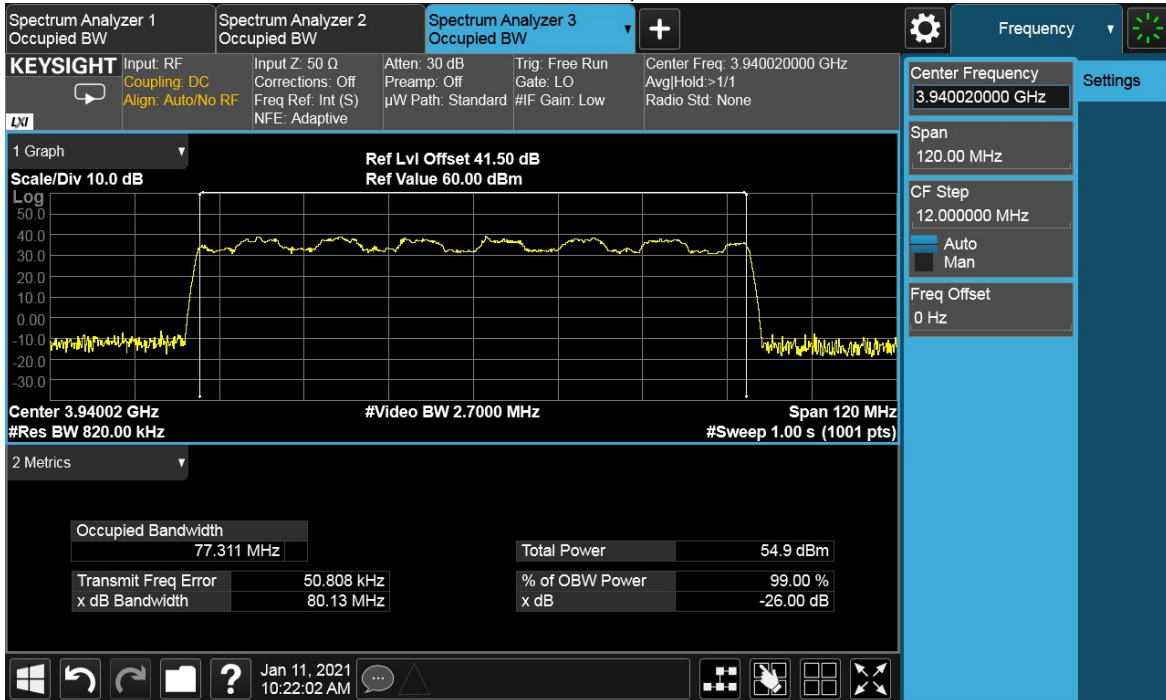 Spectrum Analyzer 1
Occupied BW
Spectrum Analyzer 2
Occupied BW
Spectrum Analyzer 3
Occupied BW
Frequency
KEYSIGHT
LXI
Input: RF
Coupling: DC
Align: Auto/No RF
Input Z: 50 Ω
Corrections: Off
Freq Ref: Int (S)
NFE: Adaptive
Atten: 30 dB
Preamp: Off
µW Path: Standard
Trig: Free Run
Gate: LO
#IF Gain: Low
Center Freq: 3.940020000 GHz
Avg|Hold:>1/1
Radio Std: None
Center Frequency
3.940020000 GHz
Settings
Span
120.00 MHz
CF Step
12.000000 MHz
Auto
Man
Freq Offset
0 Hz
1 Graph
Scale/Div 10.0 dB
Ref Lvl Offset 41.50 dB
Ref Value 60.00 dBm
Log
50.0
40.0
30.0
20.0
10.0
0.00
-10.0
-20.0
-30.0
Center 3.94002 GHz
#Video BW 2.7000 MHz
Span 120 MHz
#Res BW 820.00 kHz
#Sweep 1.00 s (1001 pts)
2 Metrics
Occupied Bandwidth
77.311 MHz
Total Power 54.9 dBm
Transmit Freq Error 50.808 kHz
% of OBW Power 99.00 %
x dB Bandwidth 80.13 MHz
x dB -26.00 dB
?
Jan 11, 2021
10:22:02 AM